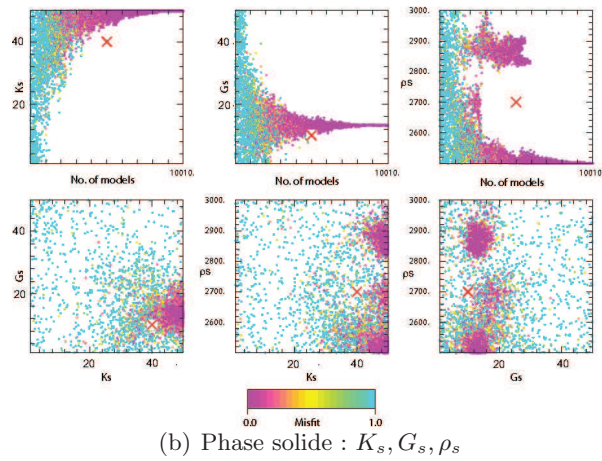 40
Ks
20
No. of models
10010.
40
Gs
20
No. of models
10010.
3000.
2900.
ρs
2800.
2700.
2600.
No. of models
10010
40
Gs
20
20
40
Ks
3000.
2900.
ρs
2800.
2700.
2600.
20
40
Ks
3000.
2900.
ρs
2800.
2700.
2600.
20
40
Gs
0.0
Misfit
1.0
(b) Phase solide : Ks, Gs, ρs